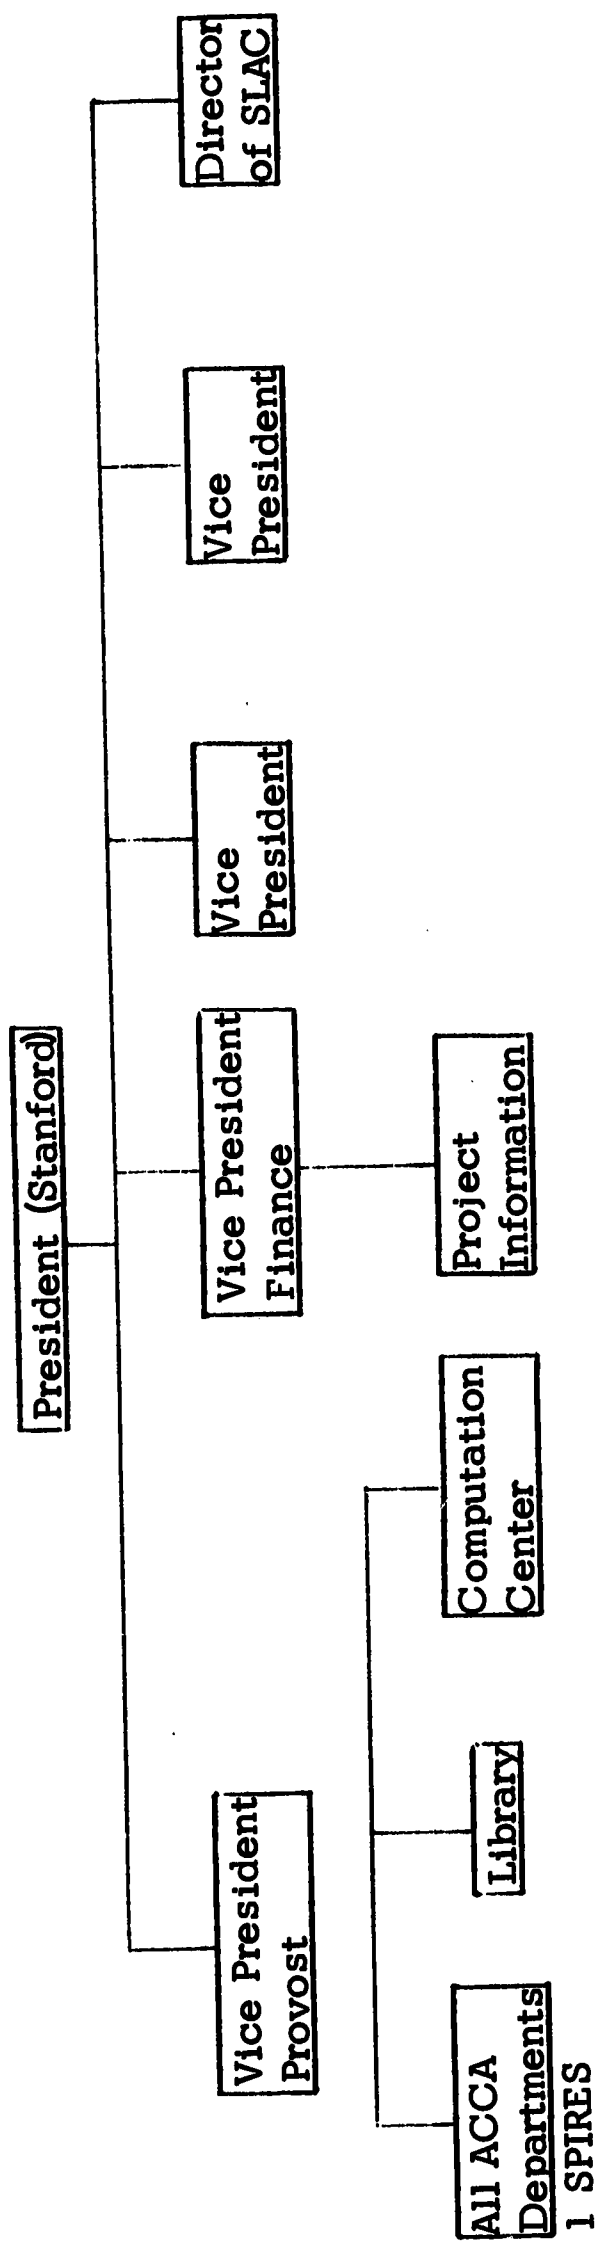 President (Stanford)
Vice President
Provost
Vice President
Finance
Vice
President
Vice
President
Director
of SLAC
All ACCA
Departments
Library
Computation
Center
Project
Information
1 SPIRES